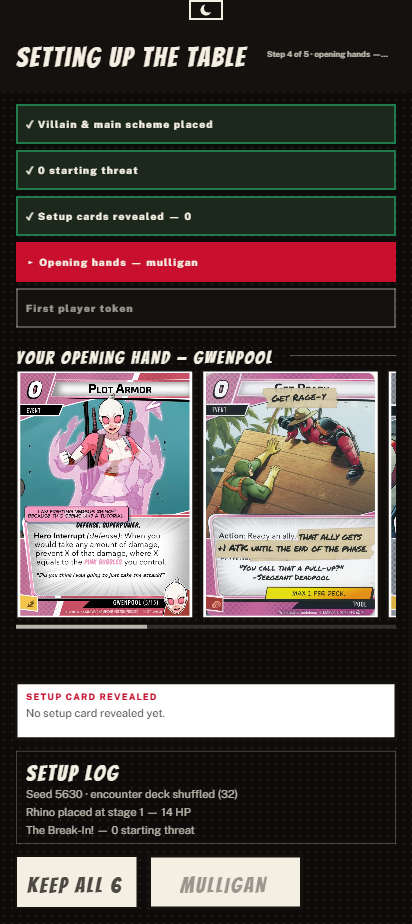 SETTING UP THE TABLE
Step 4 of 5 · opening hands —...
✓ Villain & main scheme placed
✓ 0 starting threat
✓ Setup cards revealed — 0
Opening hands — mulligan
First player token
YOUR OPENING HAND — GWENPOOL
0
PLOT ARMOR
EVENT
DEFENSE. SUPERPOWER.
Hero Interrupt (defense): When you
would take any amount of damage,
prevent X of that damage, where X
equals to the PINK BUBBLES you control.
"Did you think I was going to just take the attack?"
GWENPOOL
0
GET RAGE-Y
EVENT
Action: Ready an ally. THAT ALLY GETS
+1 ATK UNTIL THE END OF THE PHASE.
"YOU CALL THAT A PULL-UP?"
-SERGEANT DEADPOOL
MAX 1 PER DECK.
'POOL
SETUP CARD REVEALED
No setup card revealed yet.
SETUP LOG
Seed 5630 · encounter deck shuffled (32)
Rhino placed at stage 1 — 14 HP
The Break-In! — 0 starting threat
KEEP ALL 6
MULLIGAN